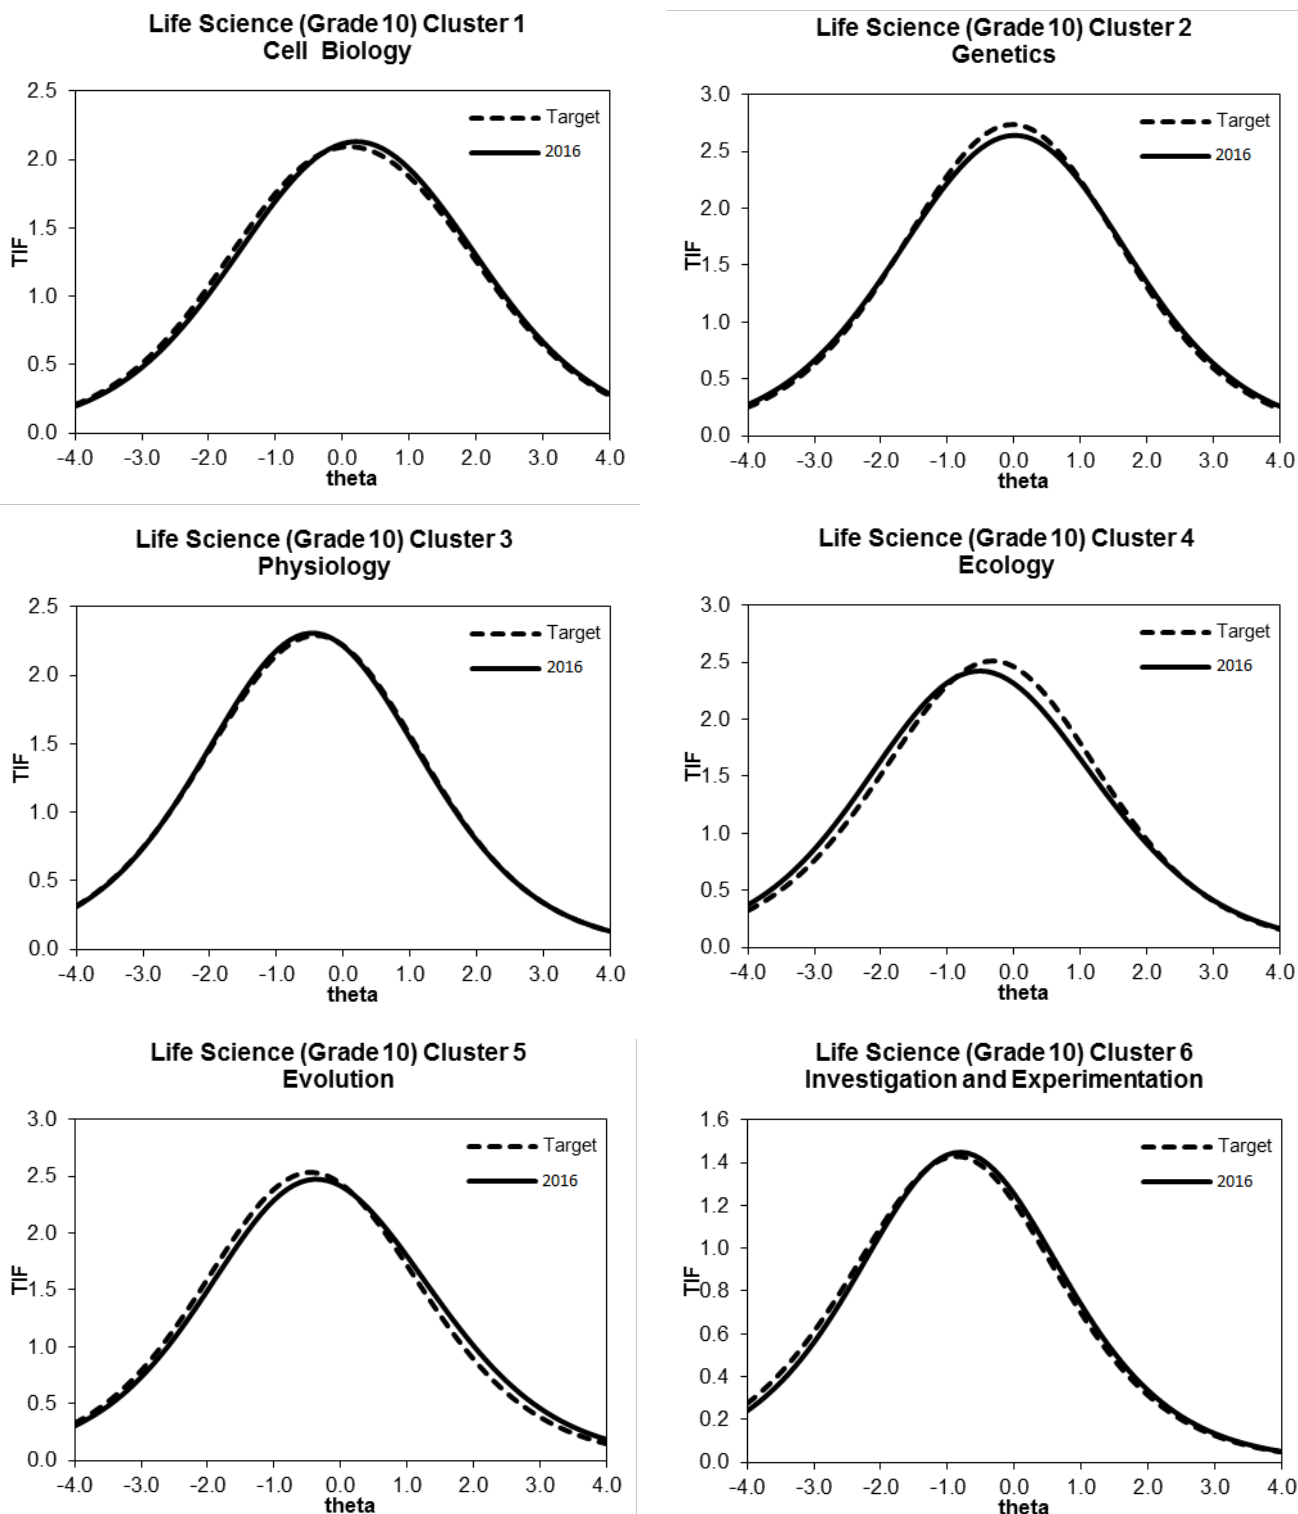 Life Science (Grade 10) Cluster 1
Cell Biology
2.5
2.0
1.5
1.0
0.5
0.0
TIF
Target
2016
-4.0 -3.0 -2.0 -1.0 0.0 1.0 2.0 3.0 4.0
theta
Life Science (Grade 10) Cluster 2
Genetics
3.0
2.5
2.0
1.5
1.0
0.5
0.0
TIF
Target
2016
-4.0 -3.0 -2.0 -1.0 0.0 1.0 2.0 3.0 4.0
theta
Life Science (Grade 10) Cluster 3
Physiology
2.5
2.0
1.5
1.0
0.5
0.0
TIF
Target
2016
-4.0 -3.0 -2.0 -1.0 0.0 1.0 2.0 3.0 4.0
theta
Life Science (Grade 10) Cluster 4
Ecology
3.0
2.5
2.0
1.5
1.0
0.5
0.0
TIF
Target
2016
-4.0 -3.0 -2.0 -1.0 0.0 1.0 2.0 3.0 4.0
theta
Life Science (Grade 10) Cluster 5
Evolution
3.0
2.5
2.0
1.5
1.0
0.5
0.0
TIF
Target
2016
-4.0 -3.0 -2.0 -1.0 0.0 1.0 2.0 3.0 4.0
theta
Life Science (Grade 10) Cluster 6
Investigation and Experimentation
1.6
1.4
1.2
1.0
0.8
0.6
0.4
0.2
0.0
TIF
Target
2016
-4.0 -3.0 -2.0 -1.0 0.0 1.0 2.0 3.0 4.0
theta